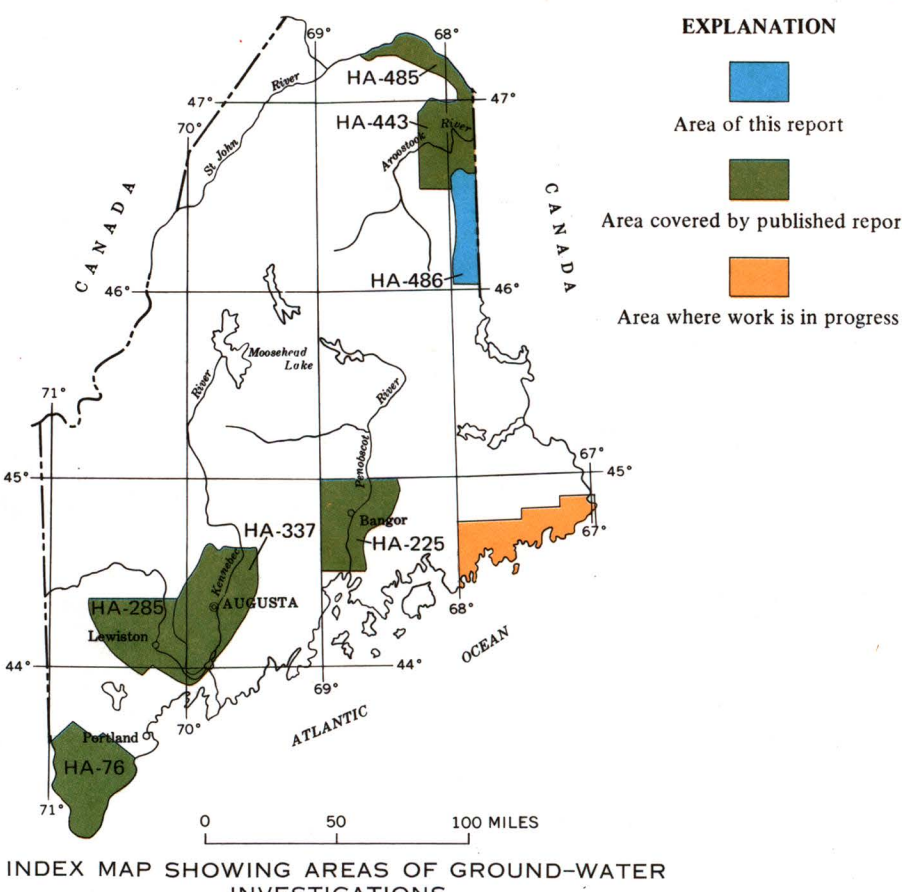 EXPLANATION
Area of this report
Area covered by published repor
Area where work is in progress
69°
68°
HA-485
River
47°
47°
HA-443
River
70°
Aroostook
St John
CANADA
CANADA
HA-486
46°
46°
Moosehead
Lake
River
River
71°
Penobscot
67°
45°
45°
Bangor
67°
HA-337
HA-225
Kennebec
HA-285
AUGUSTA
68°
Lewiston
OCEAN
44°
44°
69°
ATLANTIC
70°
Portland
HA-76
71°
0 50 100 MILES
INDEX MAP SHOWING AREAS OF GROUND-WATER
INVESTIGATIONS